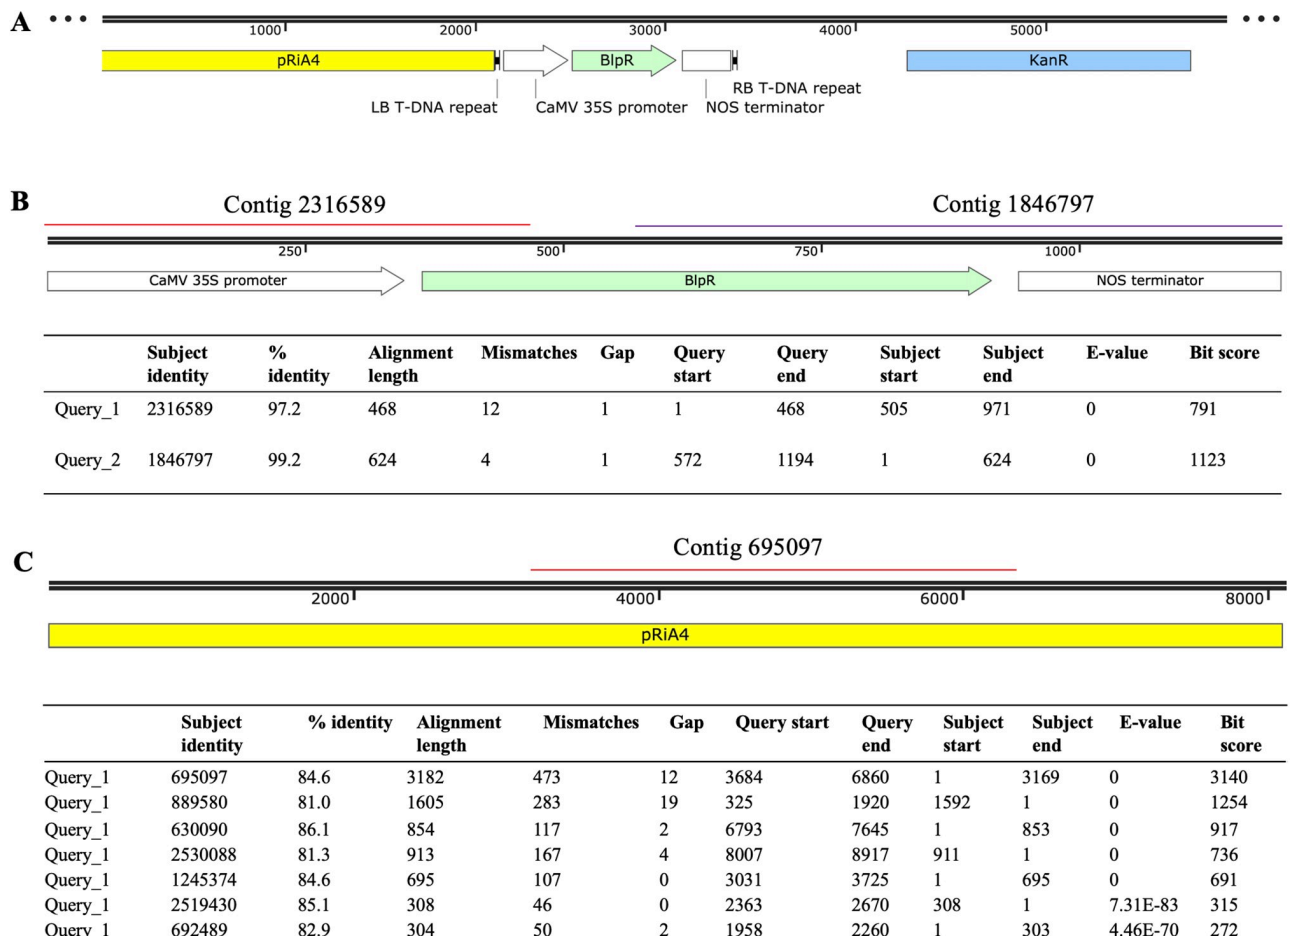 A
1000 2000 3000 4000 5000
pRiA4 BlpR KanR
RB T-DNA repeat
LB T-DNA repeat CaMV 35S promoter NOS terminator
B
Contig 2316589 Contig 1846797
250 500 750 1000
CaMV 35S promoter BlpR NOS terminator
Subject % Alignment Mismatches Gap Query Query Subject Subject E-value Bit score
identity identity length start end start end
Query_1 2316589 97.2 468 12 1 1 468 505 971 0 791
Query_2 1846797 99.2 624 4 1 572 1194 1 624 0 1123
Contig 695097
C
2000 4000 6000 8000
pRiA4
Subject % identity Alignment Mismatches Gap Query start Query Subject Subject E-value Bit
identity length end start end score
Query_1 695097 84.6 3182 473 12 3684 6860 1 3169 0 3140
Query_1 889580 81.0 1605 283 19 325 1920 1592 1 0 1254
Query_1 630090 86.1 854 117 2 6793 7645 1 853 0 917
Query_1 2530088 81.3 913 167 4 8007 8917 911 1 0 736
Query_1 1245374 84.6 695 107 0 3031 3725 1 695 0 691
Query_1 2519430 85.1 308 46 0 2363 2670 308 1 7.31E-83 315
Query_1 692489 82.9 304 50 2 1958 2260 1 303 4.46E-70 272